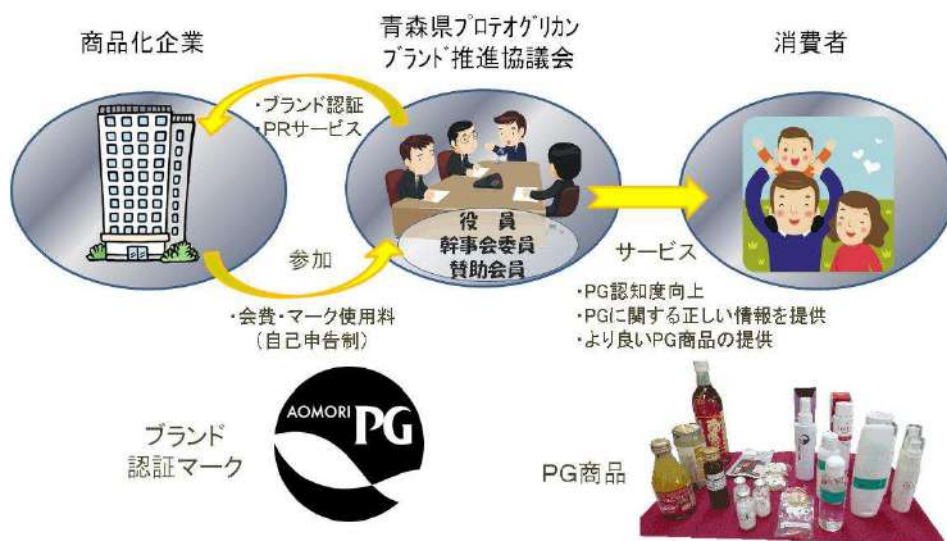 商品化企業
青森県プロテオグリカン
ブランド推進協議会
消費者
・ブランド認証
・PRサービス
役 員
幹事会委員
賛助会員
参加
・会費・マーク使用料
(自己申告制)
サービス
・PG認知度向上
・PGに関する正しい情報を提供
・より良いPG商品の提供
ブランド
認証マーク
AOMORI
PG
PG商品